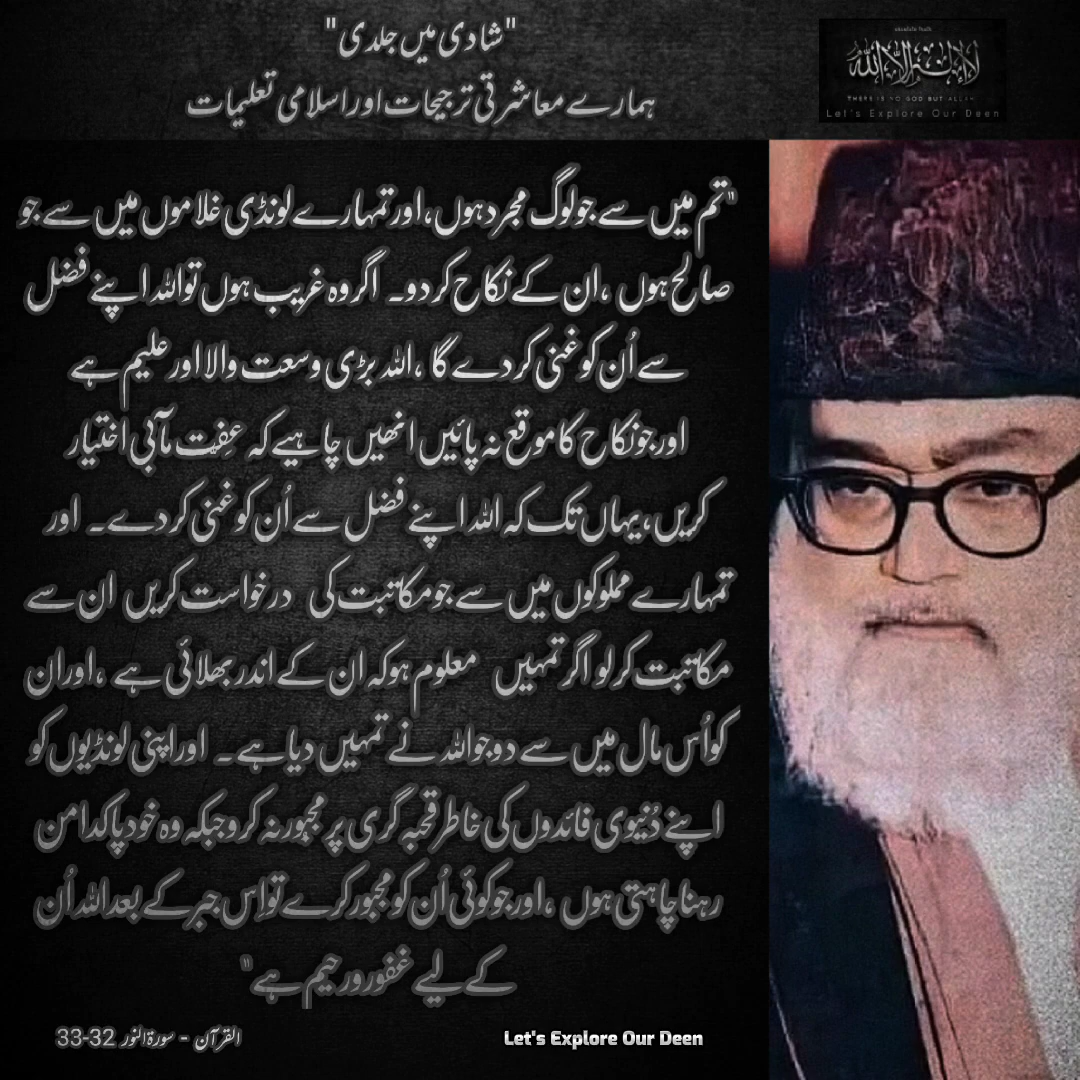 "شادی میں جلدی"
ہمارے معاشرتی ترجیحات اور اسلامی تعلیمات
لا إله إلا الله
THERE IS NO GOD BUT ALLAH
Let's Explore Our Deen
"تم میں سے جو لوگ مجرد ہوں، اور تمہارے لونڈی غلاموں میں سے جو
صالح ہوں ، ان کے نکاح کر دو۔ اگر وہ غریب ہوں تو اللہ اپنے فضل
سے اُن کو غنی کر دے گا ، اللہ بڑی وسعت والا اور علیم ہے
اور جو نکاح کا موقع نہ پائیں انھیں چاہیے کہ عِفت مآبی اختیار
کریں، یہاں تک کہ اللہ اپنے فضل سے اُن کو غنی کر دے۔ اور
تمہارے مملوکوں میں سے جو مکاتبت کی درخواست کریں ان سے
مکاتبت کر لو اگر تمہیں معلوم ہو کہ ان کے اندر بھلائی ہے ، اور ان
کو اُس مال میں سے دو جو اللہ نے تمہیں دیا ہے۔ اور اپنی لونڈیوں کو
اپنے دُنیوی فائدوں کی خاطر قحبہ گری پر مجبور نہ کرو جبکہ وہ خود پاکدامن
رہنا چاہتی ہوں ، اور جو کوئی اُن کو مجبور کرے تو اِس جبر کے بعد اللہ اُن
کے لیے غفور و رحیم ہے"
القرآن - سورۃ النور 32-33
Let's Explore Our Deen